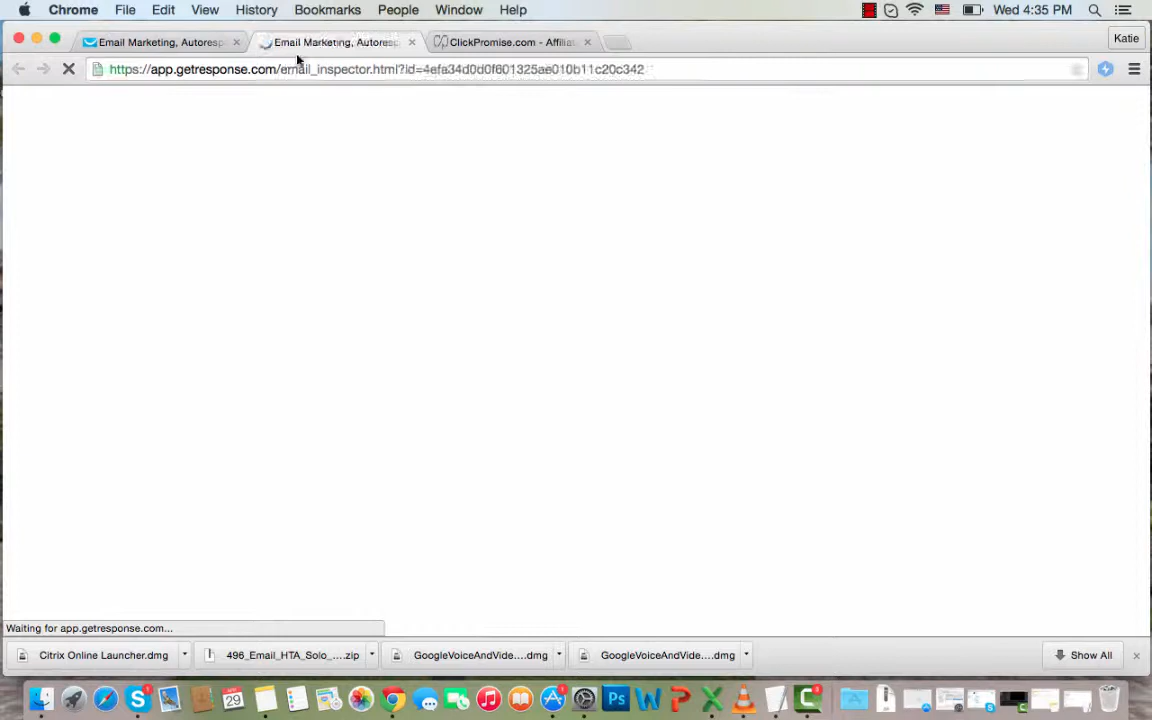 Chrome File Edit View History Bookmarks People Window Help Wed 4:35 PM
Email Marketing, Autoresp Email Marketing, Autoresp ClickPromise.com - Affilia Katie
https://app.getresponse.com/email_inspector.html?id=4efa34d0d0f601325ae010b11c20c342
Waiting for app.getresponse.com...
Citrix Online Launcher.dmg 496_Email_HTA_Solo_....zip GoogleVoiceAndVide....dmg GoogleVoiceAndVide....dmg Show All